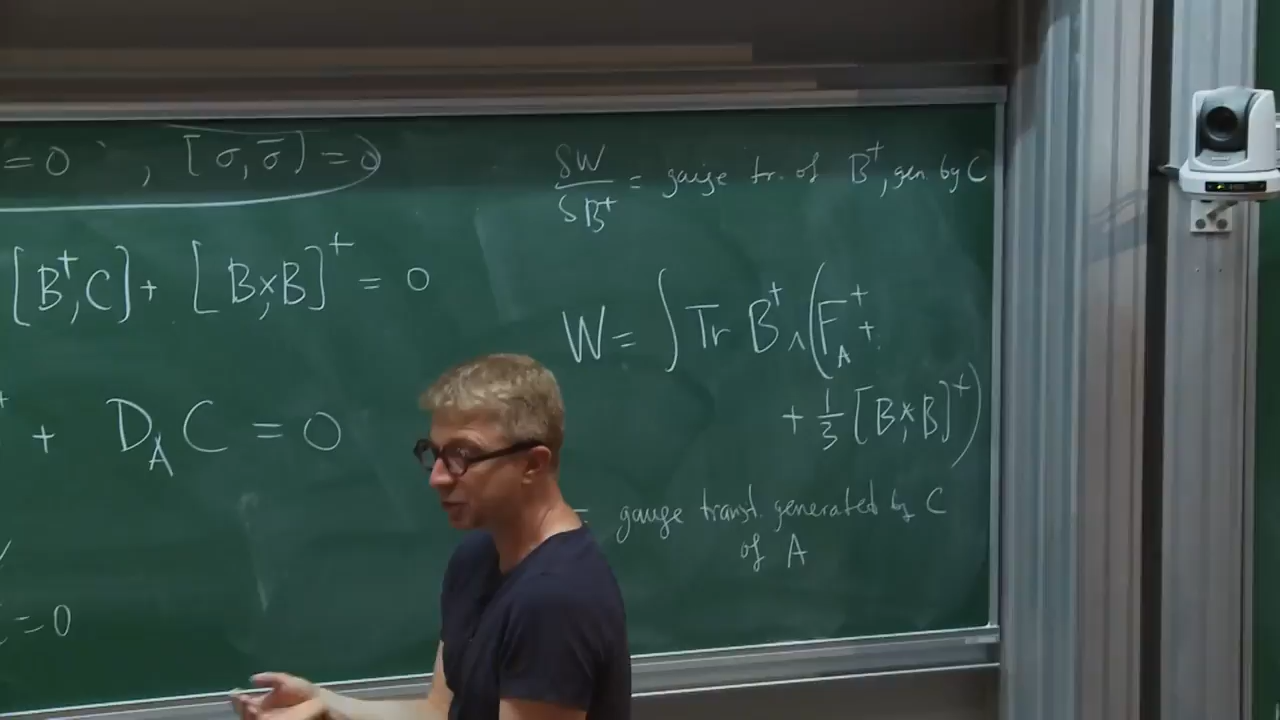 = 0 , [σ, σ̄] = 0
[B⁺, C] + [B ×, B]⁺ = 0
+ D_A C = 0
= 0
δW/δB⁺ = gauge tr. of B⁺, gen. by C
W = ∫ Tr B⁺ ∧ (F_A⁺ +
+ 1/3 [B ×, B]⁺)
= gauge transf. generated by C
of A